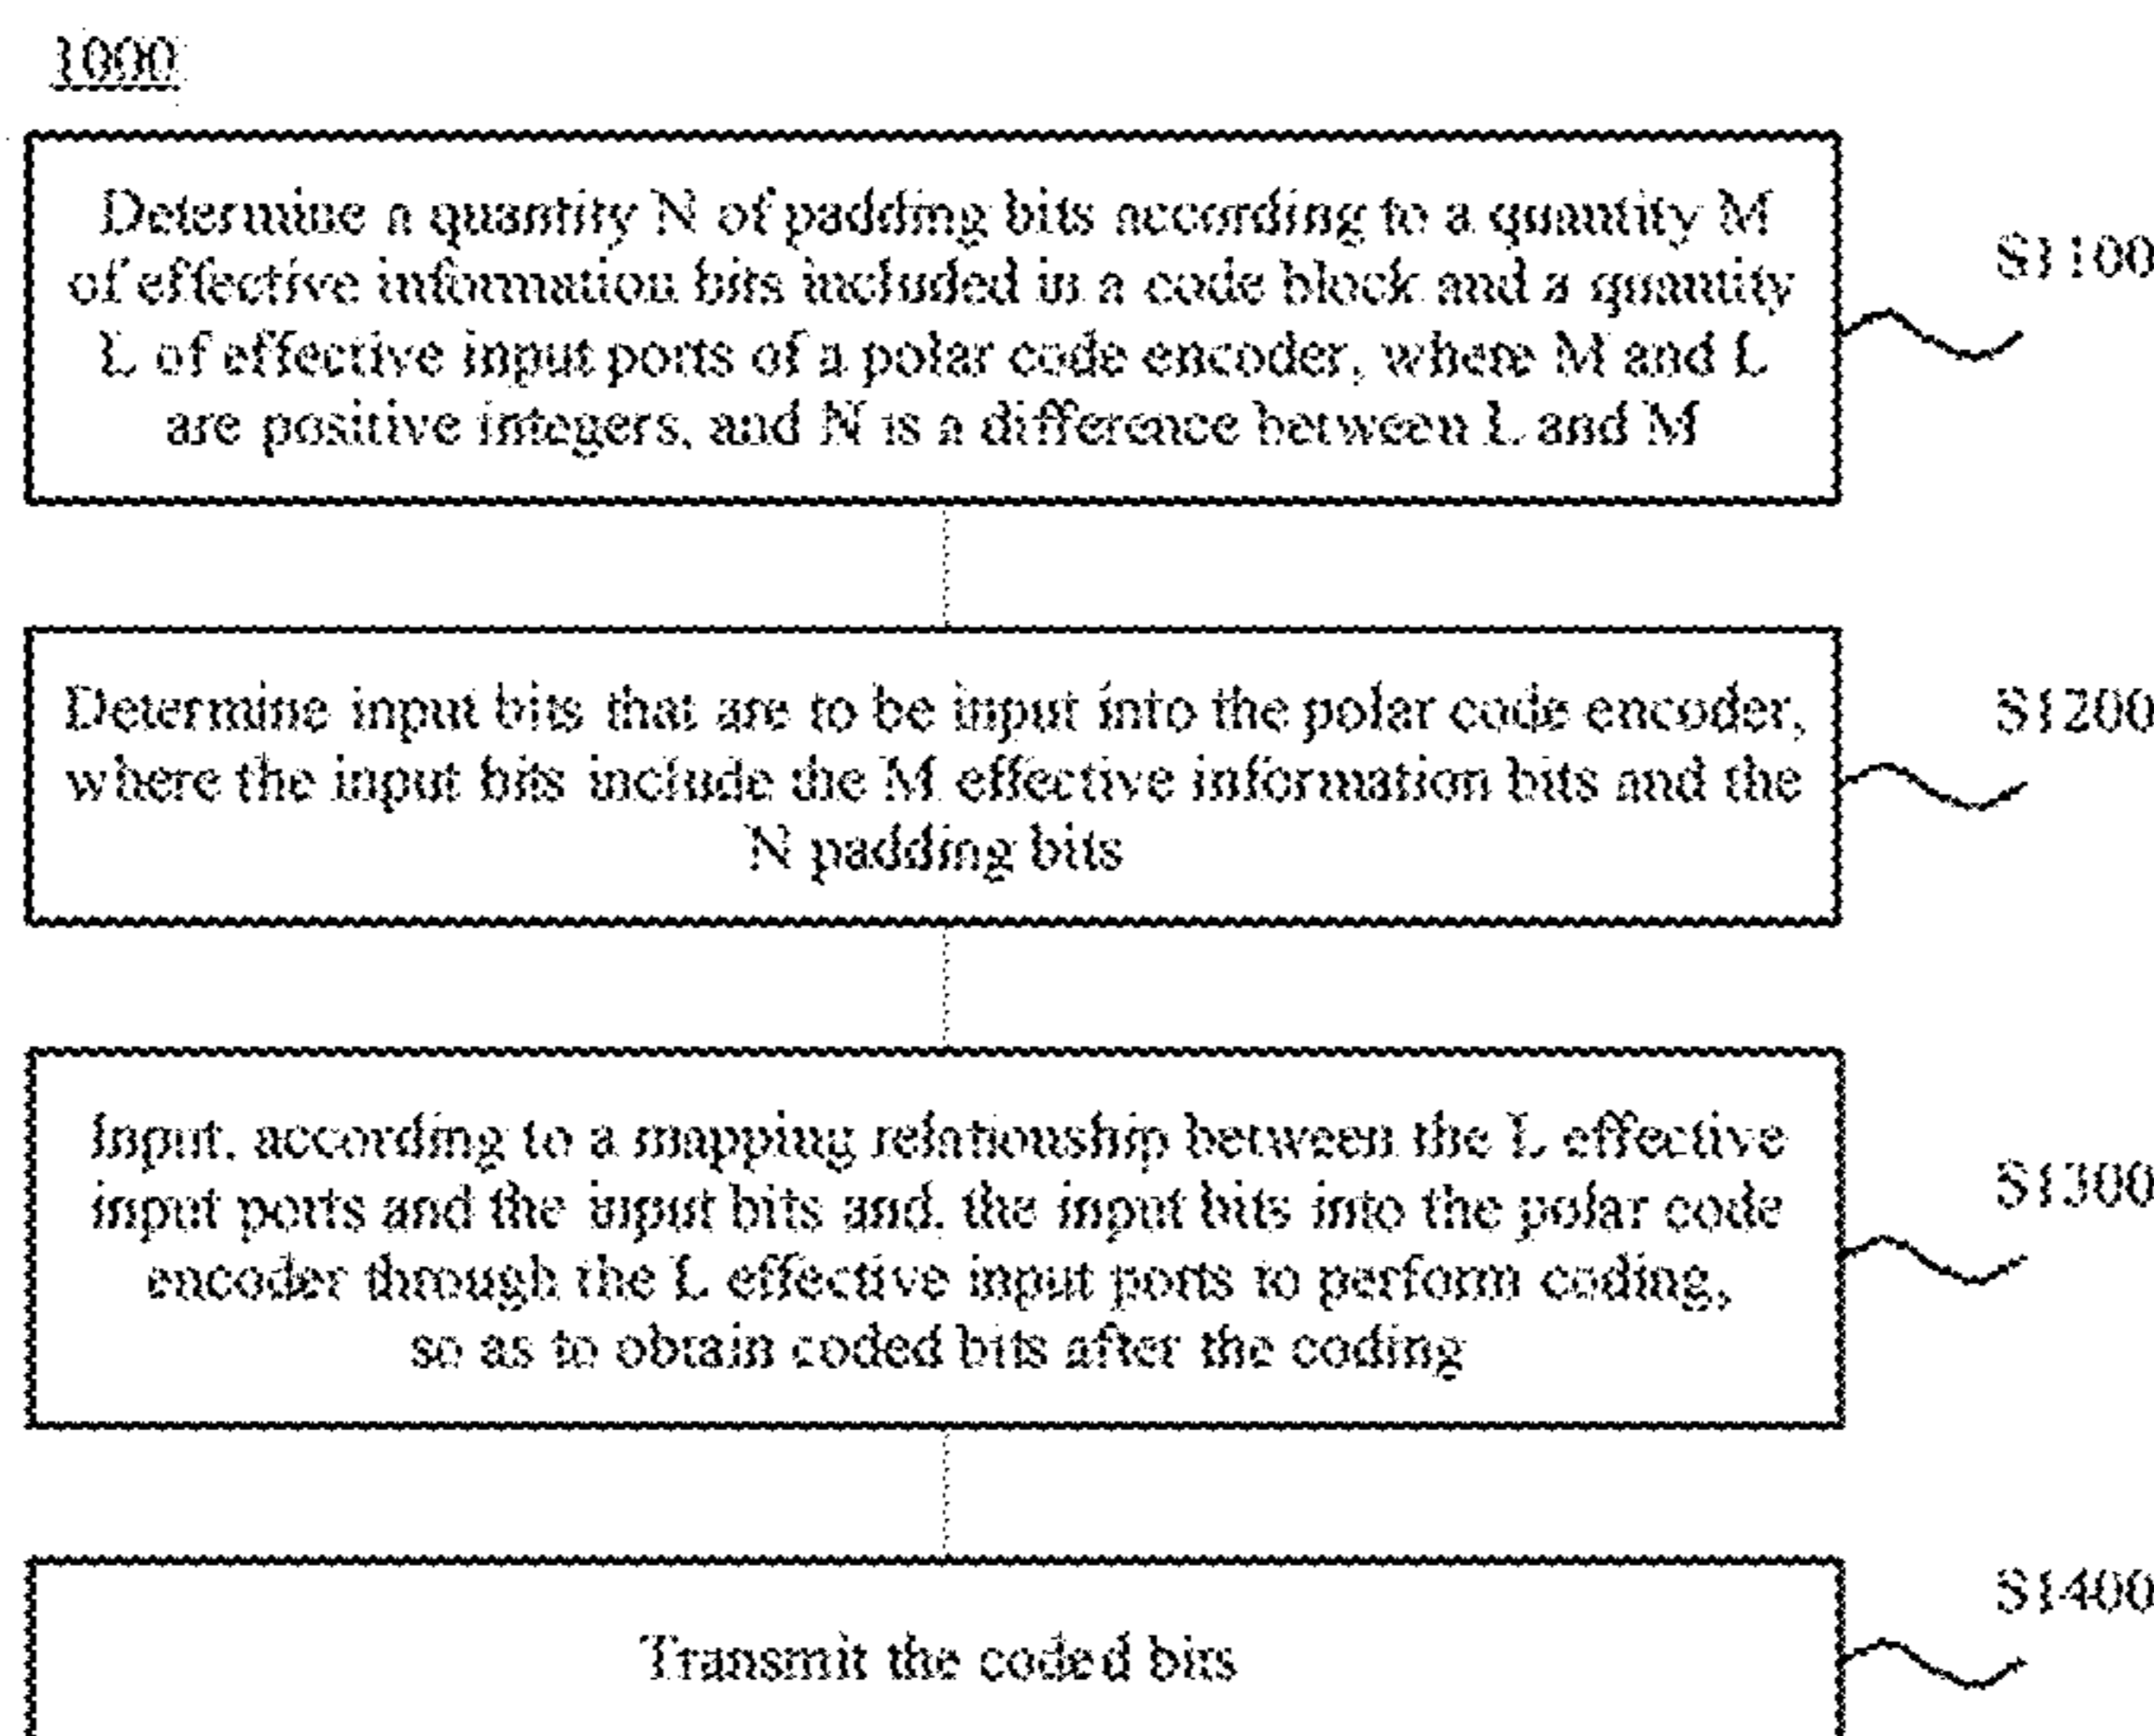 1000
Determine a quantity N of padding bits according to a quantity M
of effective information bits included in a code block and a quantity
L of effective input ports of a polar code encoder, where M and L
are positive integers, and N is a difference between L and M
S1100
Determine input bits that are to be input into the polar code encoder,
where the input bits include the M effective information bits and the
N padding bits
S1200
Input, according to a mapping relationship between the L effective
input ports and the input bits and, the input bits into the polar code
encoder through the L effective input ports to perform coding,
so as to obtain coded bits after the coding
S1300
Transmit the coded bits
S1400